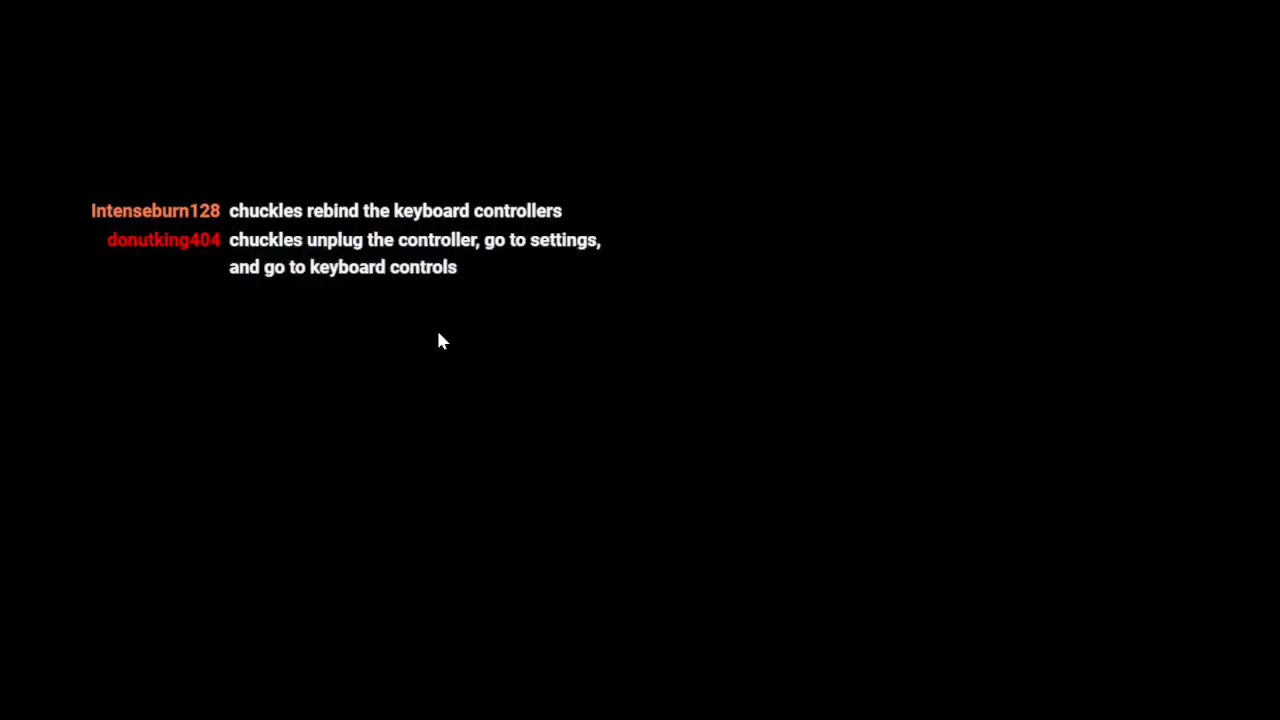 Intenseburn128 chuckles rebind the keyboard controllers
donutking404 chuckles unplug the controller, go to settings,
and go to keyboard controls